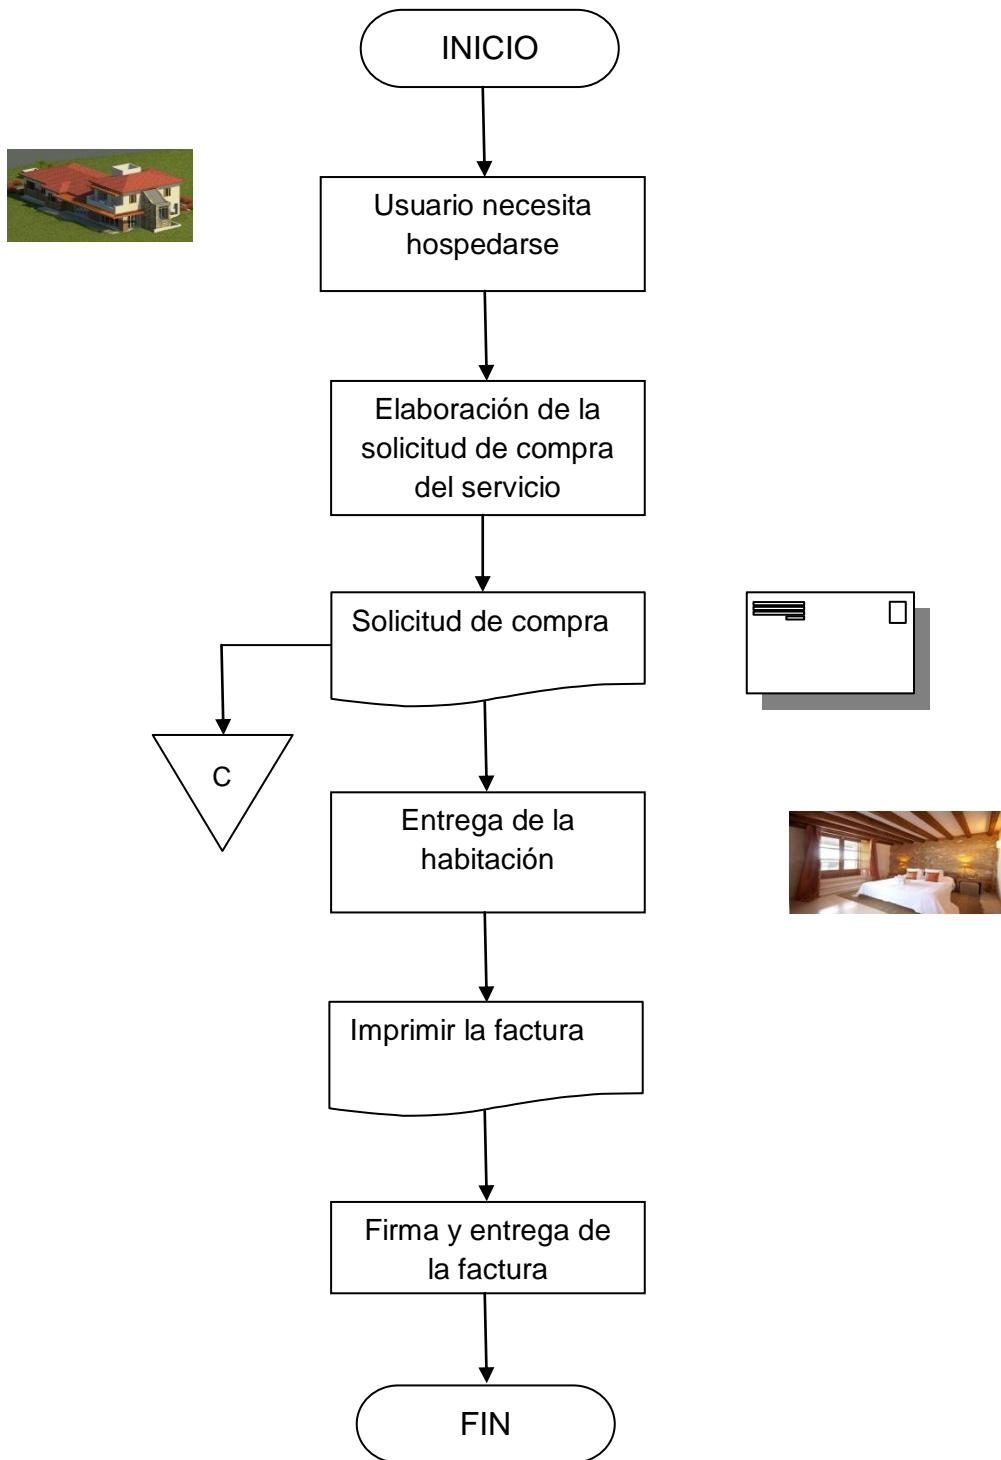 INICIO
Usuario necesita
hospedarse
Elaboración de la
solicitud de compra
del servicio
Solicitud de compra
C
Entrega de la
habitación
Imprimir la factura
Firma y entrega de
la factura
FIN